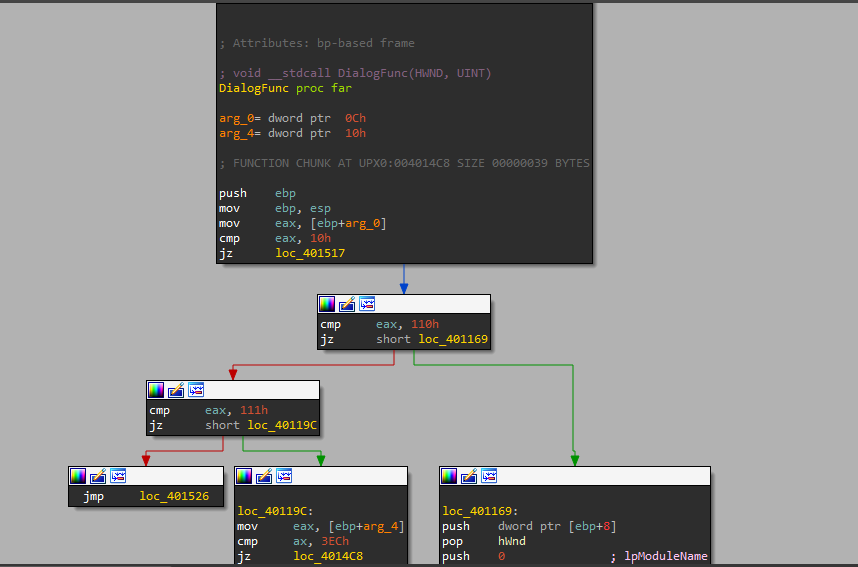 ; Attributes: bp-based frame
; void __stdcall DialogFunc(HWND, UINT)
DialogFunc proc far
arg_0= dword ptr  0Ch
arg_4= dword ptr  10h
; FUNCTION CHUNK AT UPX0:004014C8 SIZE 00000039 BYTES
push    ebp
mov     ebp, esp
mov     eax, [ebp+arg_0]
cmp     eax, 10h
jz      loc_401517
cmp     eax, 110h
jz      short loc_401169
cmp     eax, 111h
jz      short loc_40119C
jmp     loc_401526
loc_40119C:
mov     eax, [ebp+arg_4]
cmp     ax, 3ECh
jz      loc_4014C8
loc_401169:
push    dword ptr [ebp+8]
pop     hWnd
push    0               ; lpModuleName